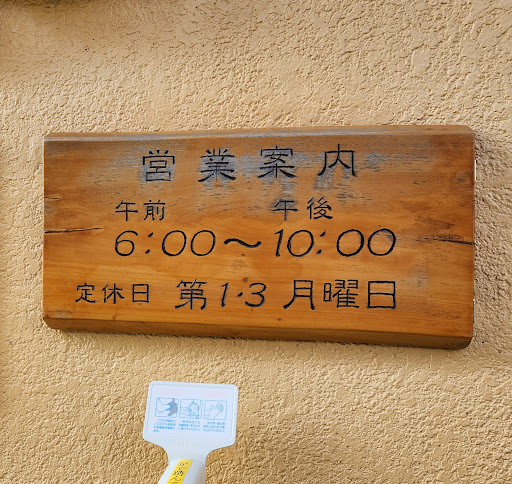 営業案内
午前 午後
6:00～10:00
定休日 第1・3 月曜日